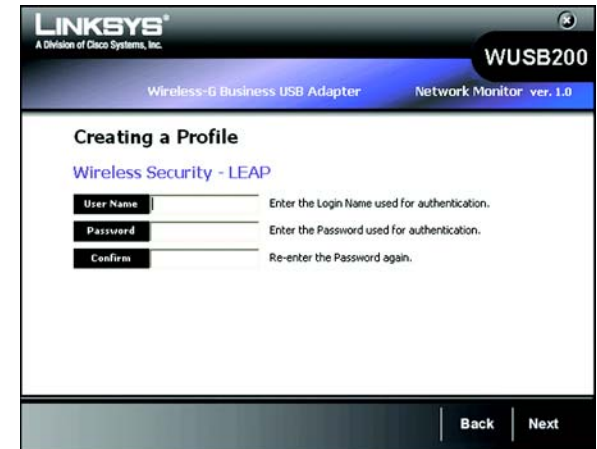 LINKSYS®
A Division of Cisco Systems, Inc.
WUSB200
Wireless-G Business USB Adapter Network Monitor ver. 1.0
Creating a Profile
Wireless Security - LEAP
User Name Enter the Login Name used for authentication.
Password Enter the Password used for authentication.
Confirm Re-enter the Password again.
Back Next